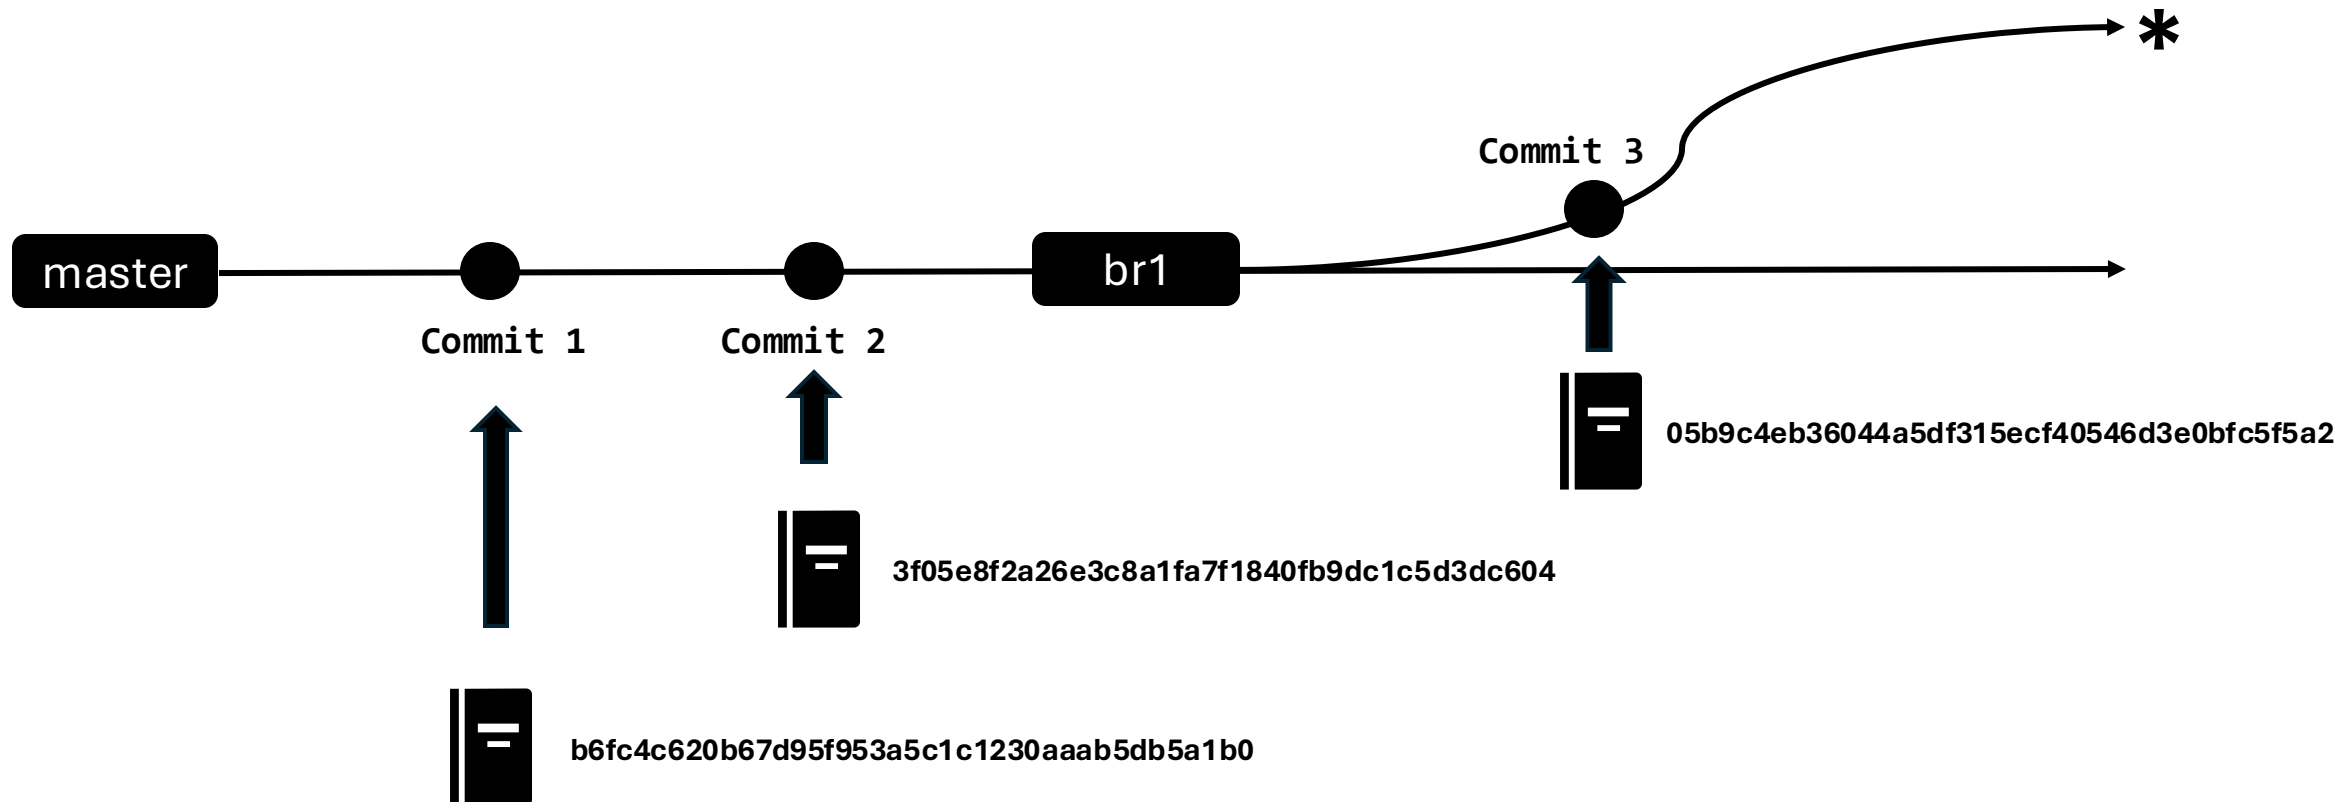 *
Commit 3
master
br1
Commit 1
Commit 2
05b9c4eb36044a5df315ecf40546d3e0bfc5f5a2
3f05e8f2a26e3c8a1fa7f1840fb9dc1c5d3dc604
b6fc4c620b67d95f953a5c1c1230aaab5db5a1b0